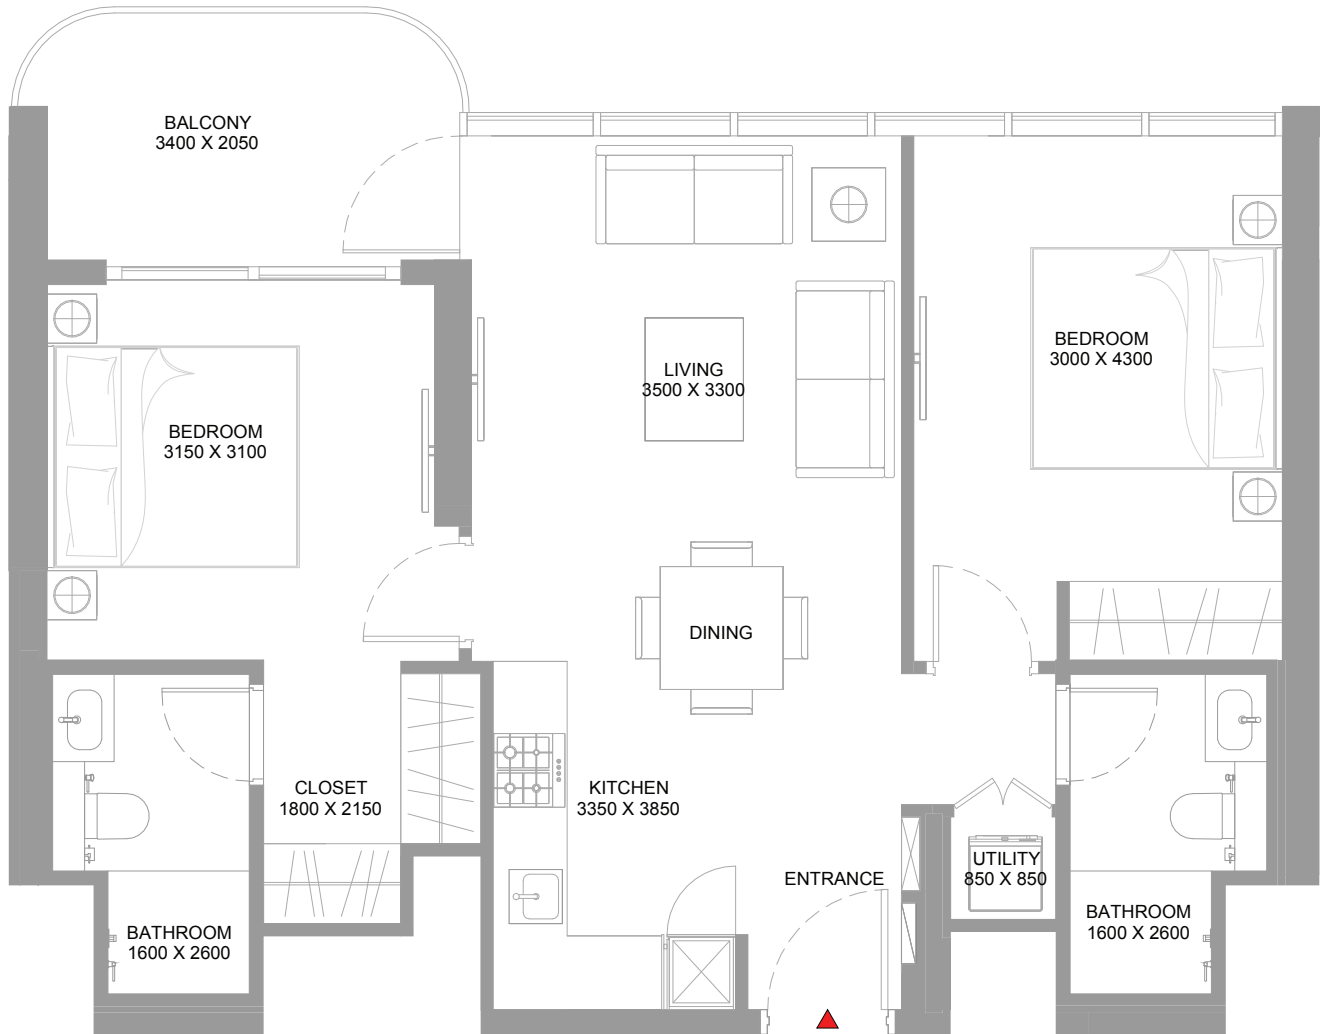 BALCONY
3400 X 2050
BEDROOM
3000 X 4300
LIVING
3500 X 3300
BEDROOM
3150 X 3100
DINING
CLOSET
1800 X 2150
KITCHEN
3350 X 3850
UTILITY
850 X 850
ENTRANCE
BATHROOM
1600 X 2600
BATHROOM
1600 X 2600